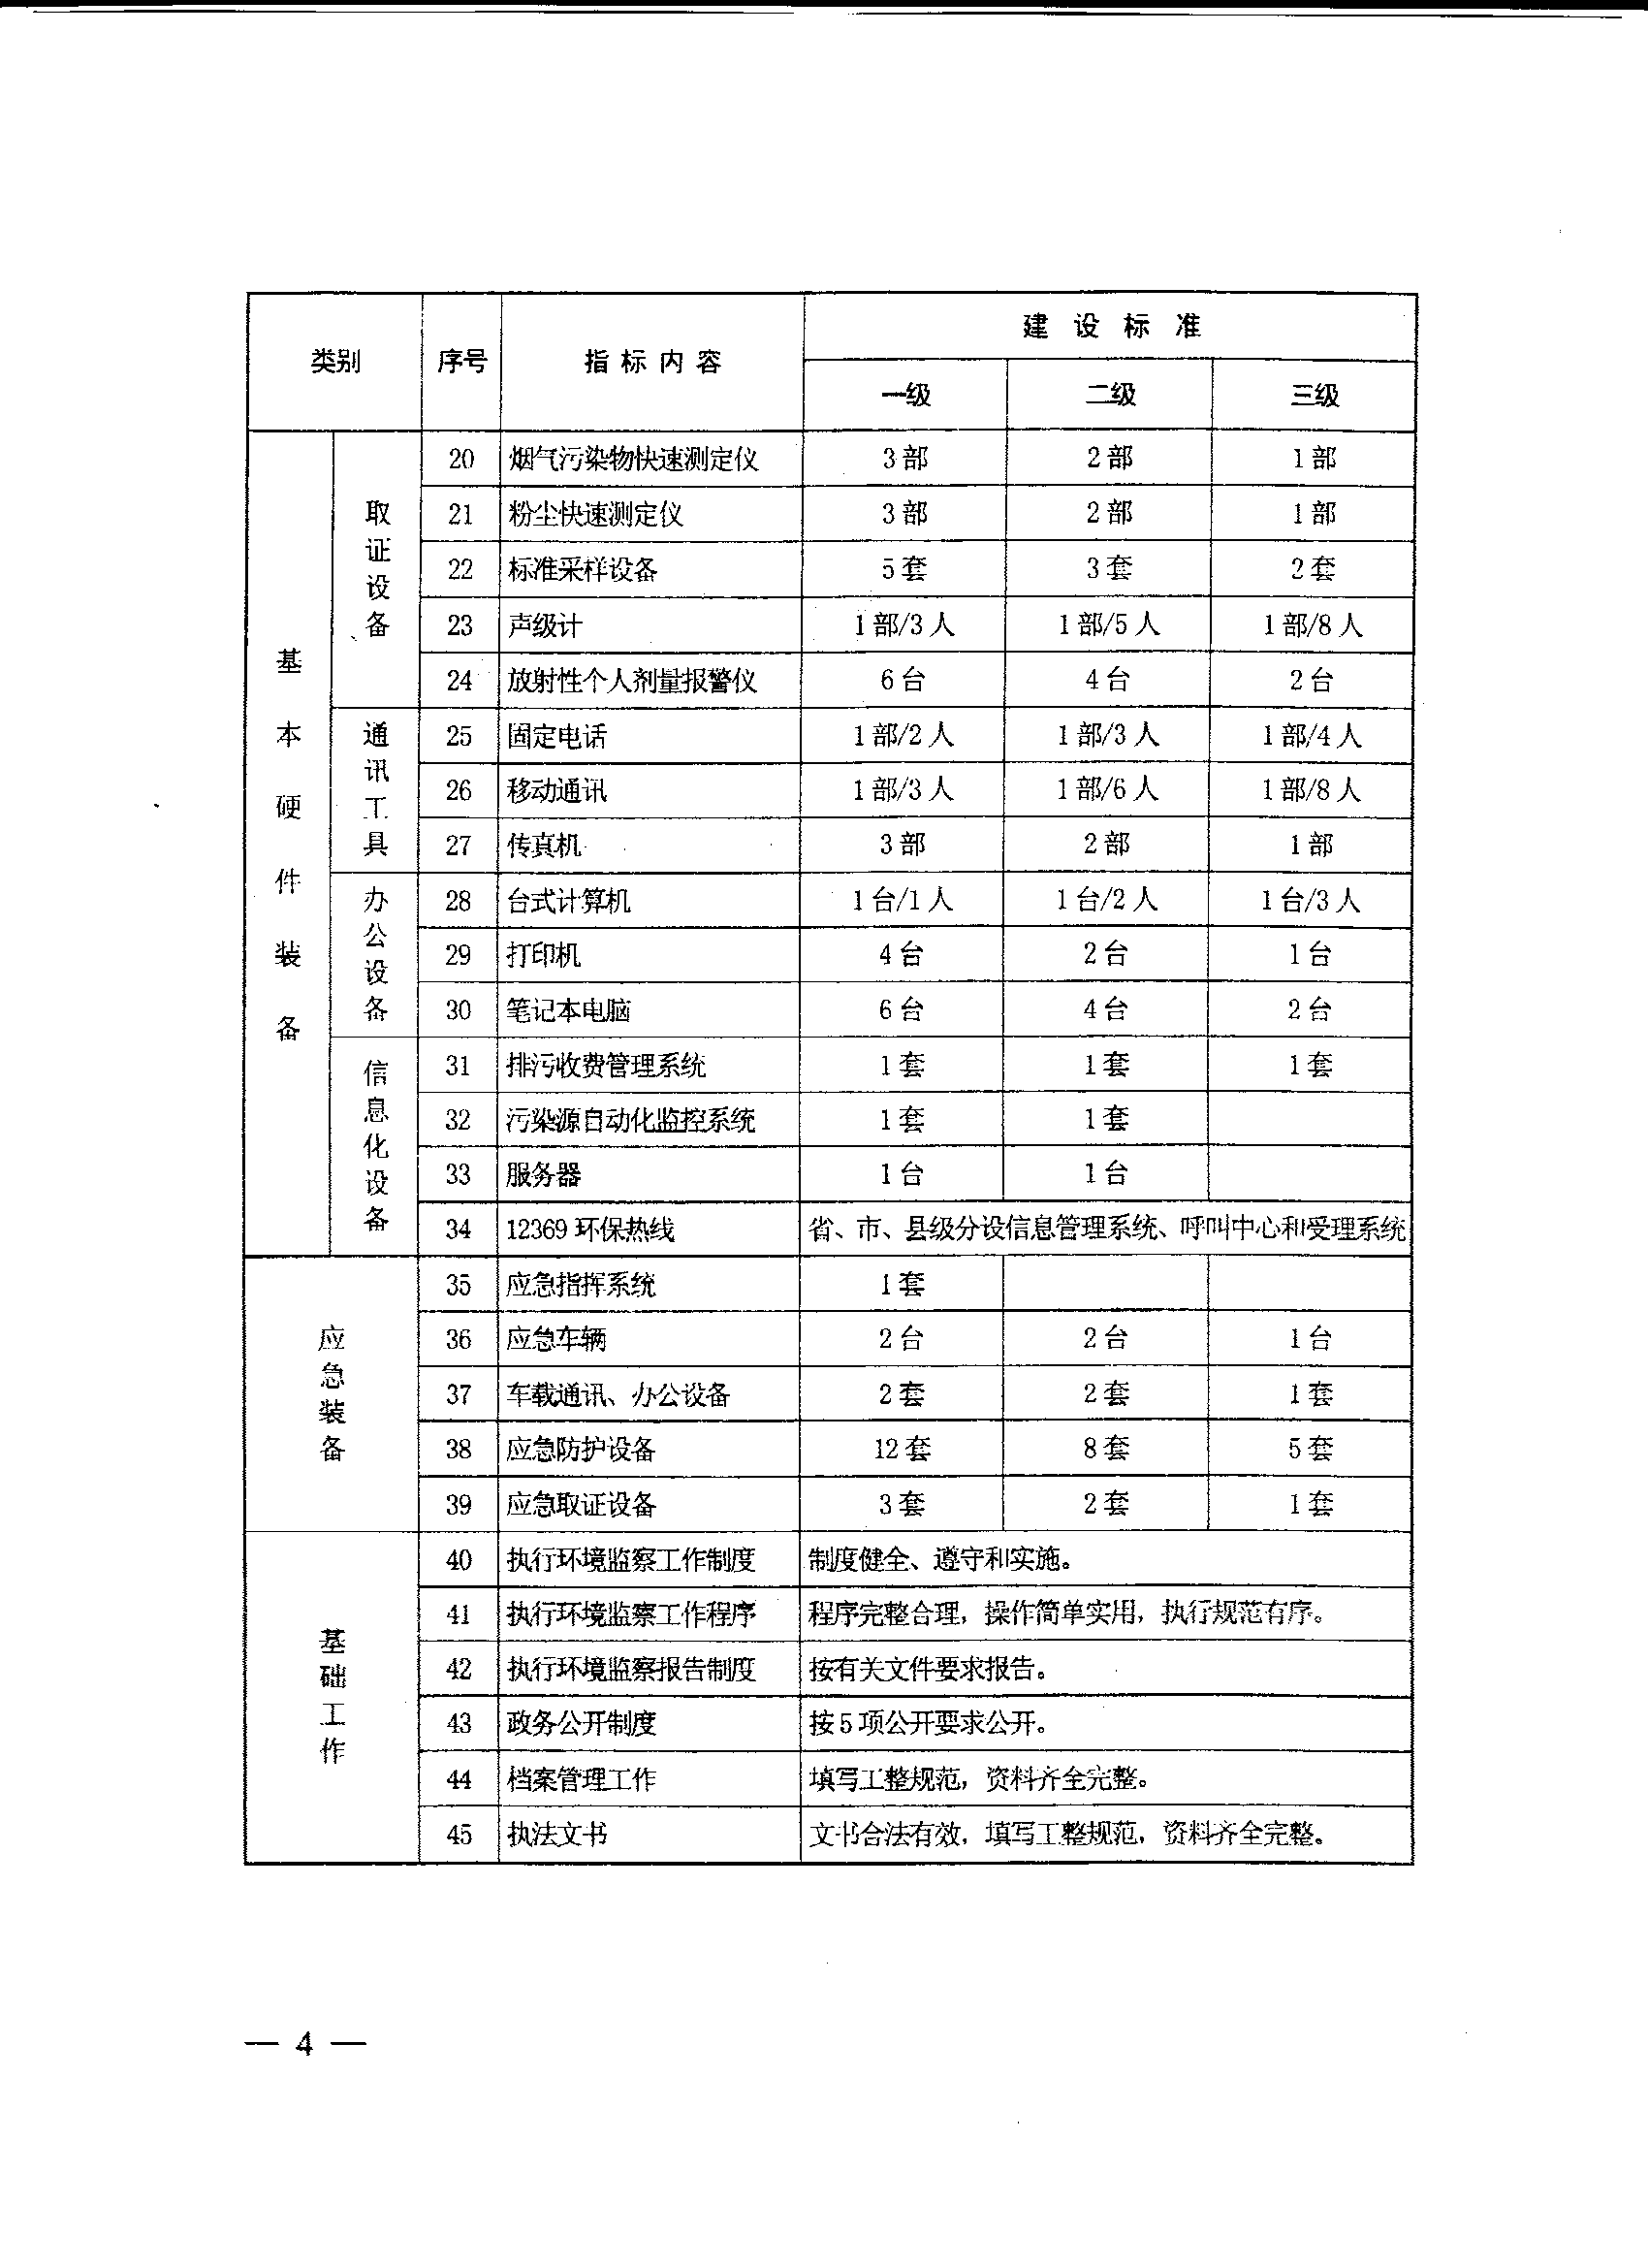 类别 序号 指标内容 建设标准
一级 二级 三级
基本硬件装备
取证设备
20 烟气污染物快速测定仪 3部 2部 1部
21 粉尘快速测定仪 3部 2部 1部
22 标准采样设备 5套 3套 2套
23 声级计 1部/3人 1部/5人 1部/8人
24 放射性个人剂量报警仪 6台 4台 2台
通讯工具
25 固定电话 1部/2人 1部/3人 1部/4人
26 移动通讯 1部/3人 1部/6人 1部/8人
27 传真机 3部 2部 1部
办公设备
28 台式计算机 1台/1人 1台/2人 1台/3人
29 打印机 4台 2台 1台
30 笔记本电脑 6台 4台 2台
信息化设备
31 排污收费管理系统 1套 1套 1套
32 污染源自动化监控系统 1套 1套
33 服务器 1台 1台
34 12369环保热线 省、市、县级分设信息管理系统、呼叫中心和受理系统
应急装备
35 应急指挥系统 1套
36 应急车辆 2台 2台 1台
37 车载通讯、办公设备 2套 2套 1套
38 应急防护设备 12套 8套 5套
39 应急取证设备 3套 2套 1套
基础工作
40 执行环境监察工作制度 制度健全、遵守和实施。
41 执行环境监察工作程序 程序完整合理，操作简单实用，执行规范有序。
42 执行环境监察报告制度 按有关文件要求报告。
43 政务公开制度 按5项公开要求公开。
44 档案管理工作 填写工整规范，资料齐全完整。
45 执法文书 文书合法有效，填写工整规范，资料齐全完整。
— 4 —